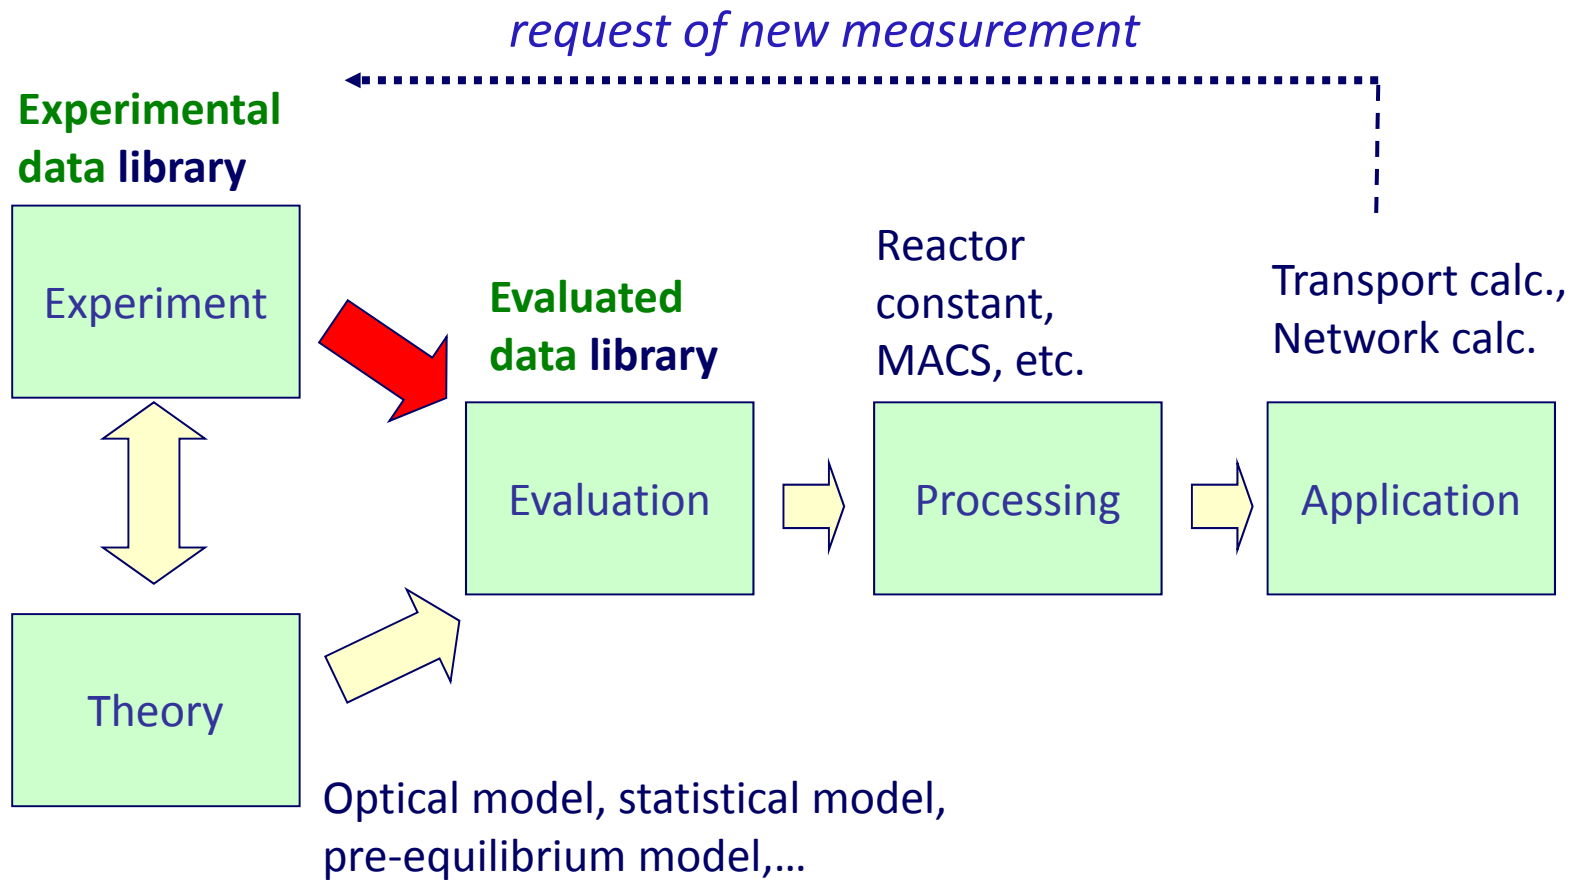 request of new measurement
Experimental
data library
Experiment
Evaluated
data library
Reactor
constant,
MACS, etc.
Transport calc.,
Network calc.
Evaluation
Processing
Application
Theory
Optical model, statistical model,
pre-equilibrium model,...